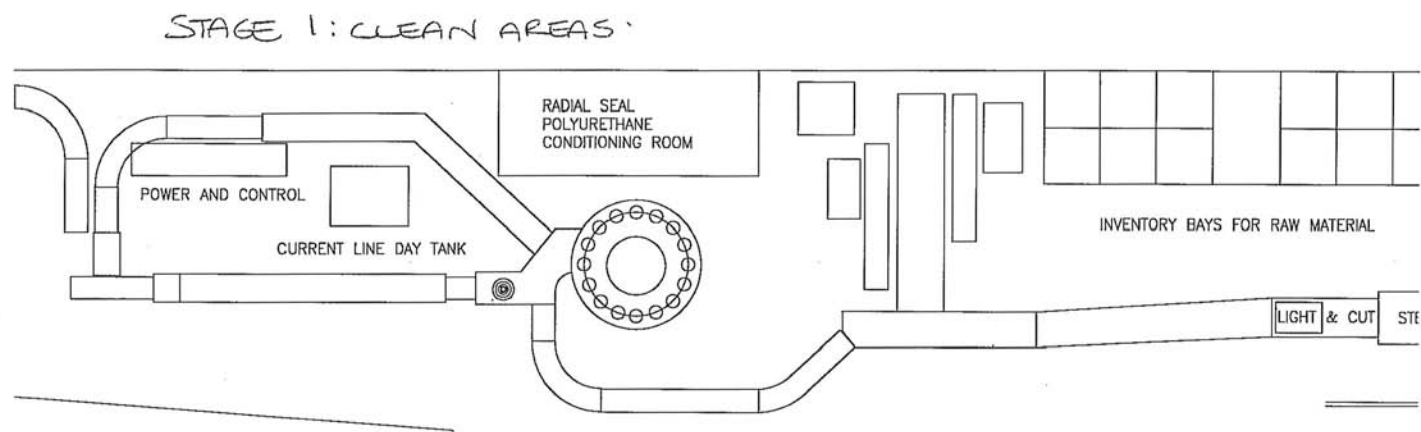 STAGE 1: CLEAN AREAS.
RADIAL SEAL
POLYURETHANE
CONDITIONING ROOM
POWER AND CONTROL
CURRENT LINE DAY TANK
INVENTORY BAYS FOR RAW MATERIAL
LIGHT & CUT
STE